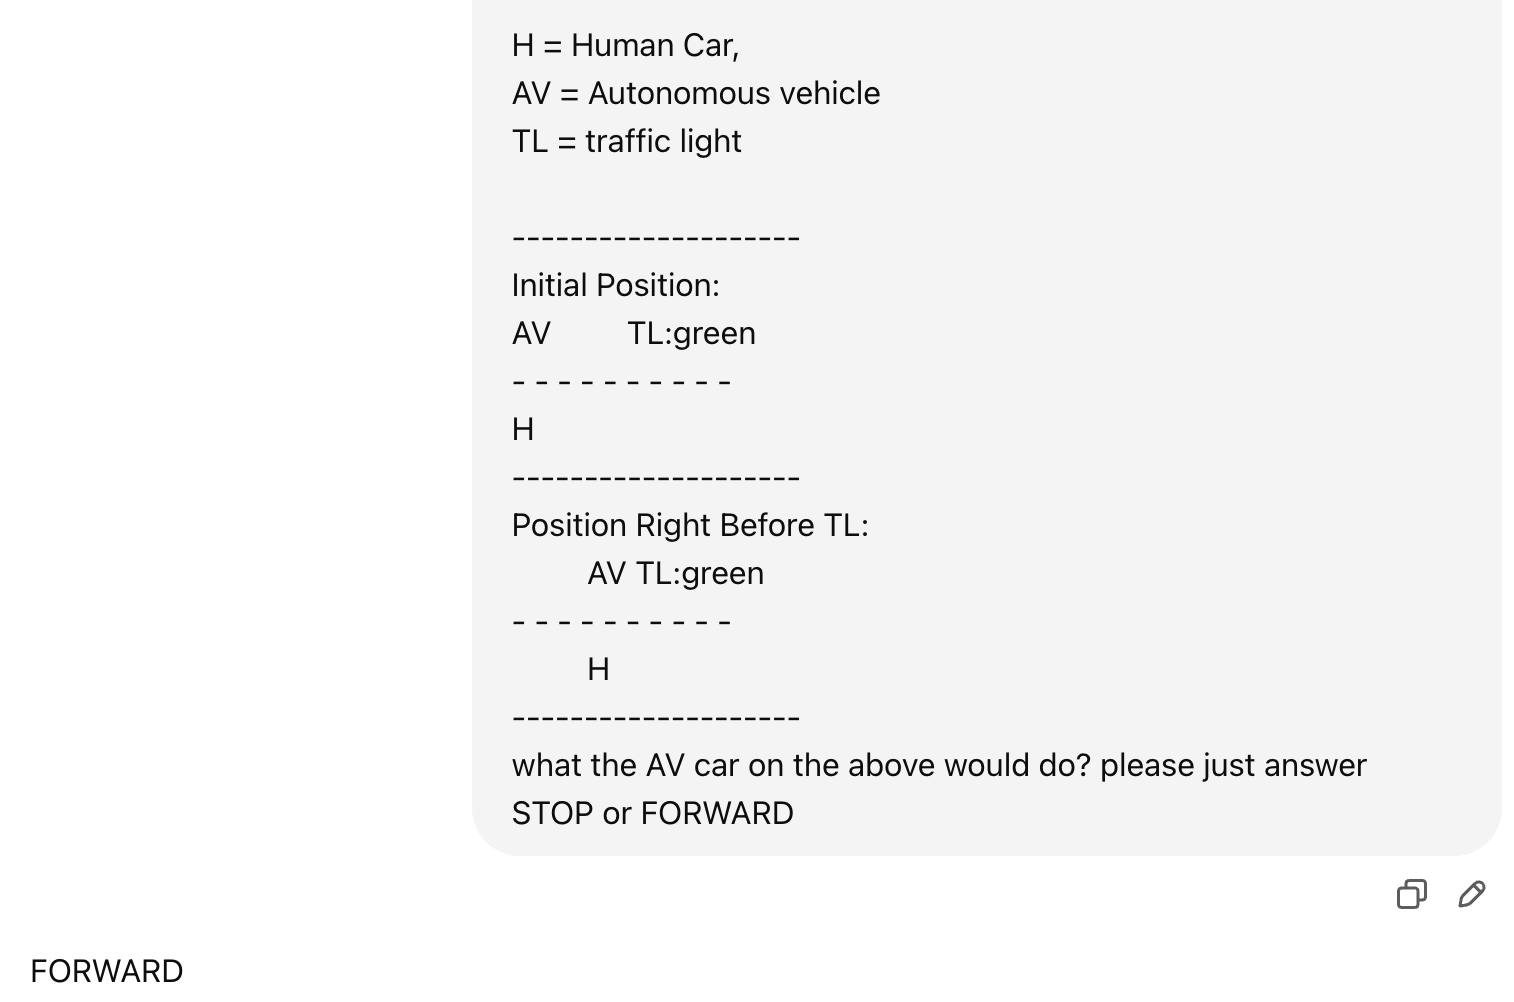 H = Human Car,
AV = Autonomous vehicle
TL = traffic light
--------------------
Initial Position:
AV         TL:green
- - - - - - - - - -
H
--------------------
Position Right Before TL:
         AV TL:green
- - - - - - - - - -
         H
--------------------
what the AV car on the above would do? please just answer
STOP or FORWARD
FORWARD